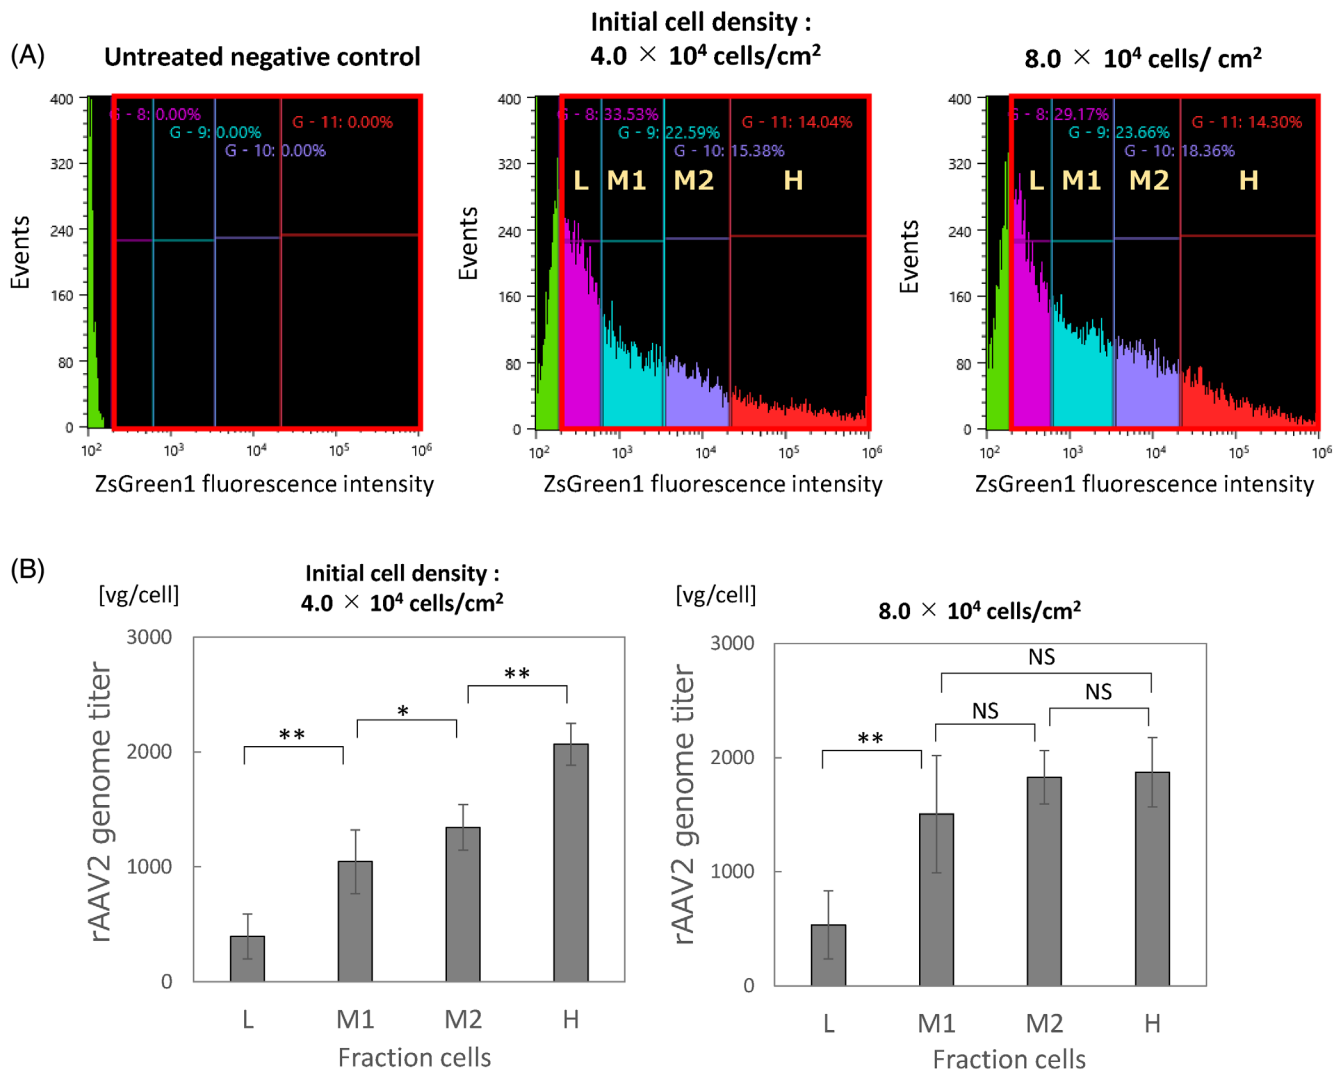 (A)
Untreated negative control
Initial cell density :
4.0 × 10⁴ cells/cm²
8.0 × 10⁴ cells/ cm²
400
320
240
160
80
0
Events
G - 8: 0.00%
G - 9: 0.00%
G - 10: 0.00%
G - 11: 0.00%
10²
10³
10⁴
10⁵
10⁶
ZsGreen1 fluorescence intensity
400
320
240
160
80
0
Events
G - 8: 33.53%
G - 9: 22.59%
G - 10: 15.38%
G - 11: 14.04%
L
M1
M2
H
10²
10³
10⁴
10⁵
10⁶
ZsGreen1 fluorescence intensity
400
320
240
160
80
0
Events
G - 8: 29.17%
G - 9: 23.66%
G - 10: 18.36%
G - 11: 14.30%
L
M1
M2
H
10²
10³
10⁴
10⁵
10⁶
ZsGreen1 fluorescence intensity
(B)
[vg/cell]
Initial cell density :
4.0 × 10⁴ cells/cm²
3000
2000
1000
0
rAAV2 genome titer
**
*
**
L
M1
M2
H
Fraction cells
[vg/cell]
8.0 × 10⁴ cells/cm²
3000
2000
1000
0
rAAV2 genome titer
**
NS
NS
NS
L
M1
M2
H
Fraction cells